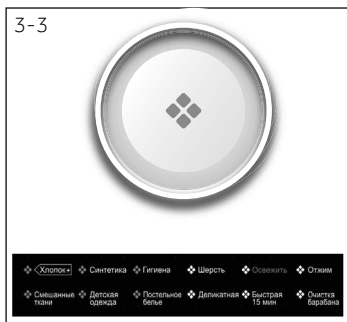 3-3
Хлопок+ Синтетика Гигиена Шерсть Освежить Отжим
Смешанные ткани Детская одежда Постельное белье Деликатная Быстрая 15 мин Очистка барабана